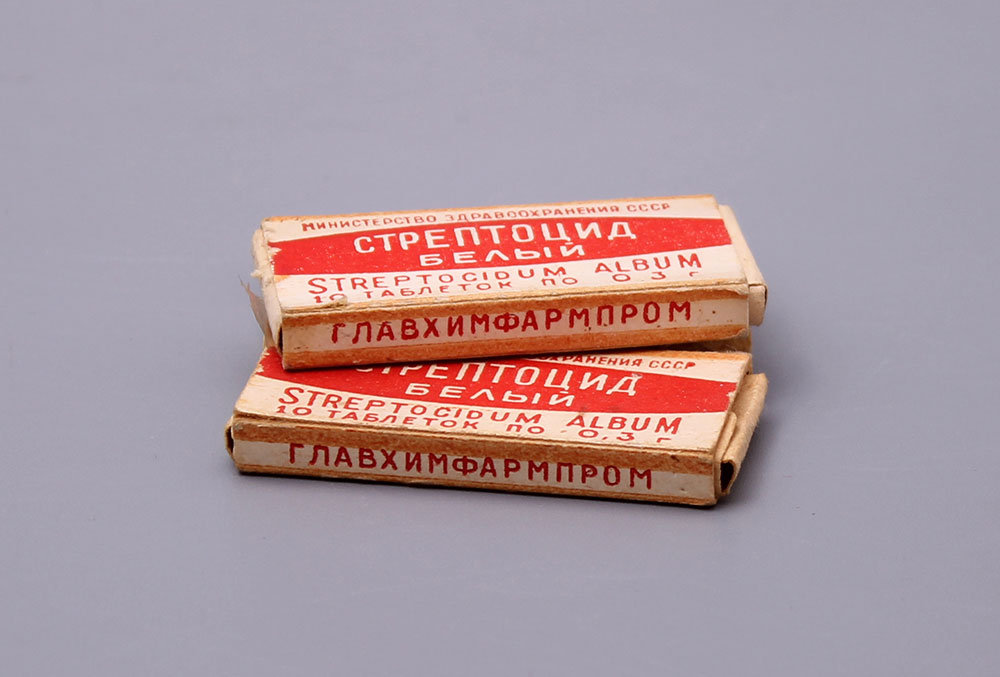 МИНИСТЕРСТВО ЗДРАВООХРАНЕНИЯ СССР
СТРЕПТОЦИД
БЕЛЫЙ
STREPTOCIDUM ALBUM
10 ТАБЛЕТОК ПО 0,3 г
ГЛАВХИМФАРМПРОМ
СССР
СТРЕПТОЦИД
БЕЛЫЙ
STREPTOCIDUM ALBUM
10 ТАБЛЕТОК ПО 0,3 г
ГЛАВХИМФАРМПРОМ